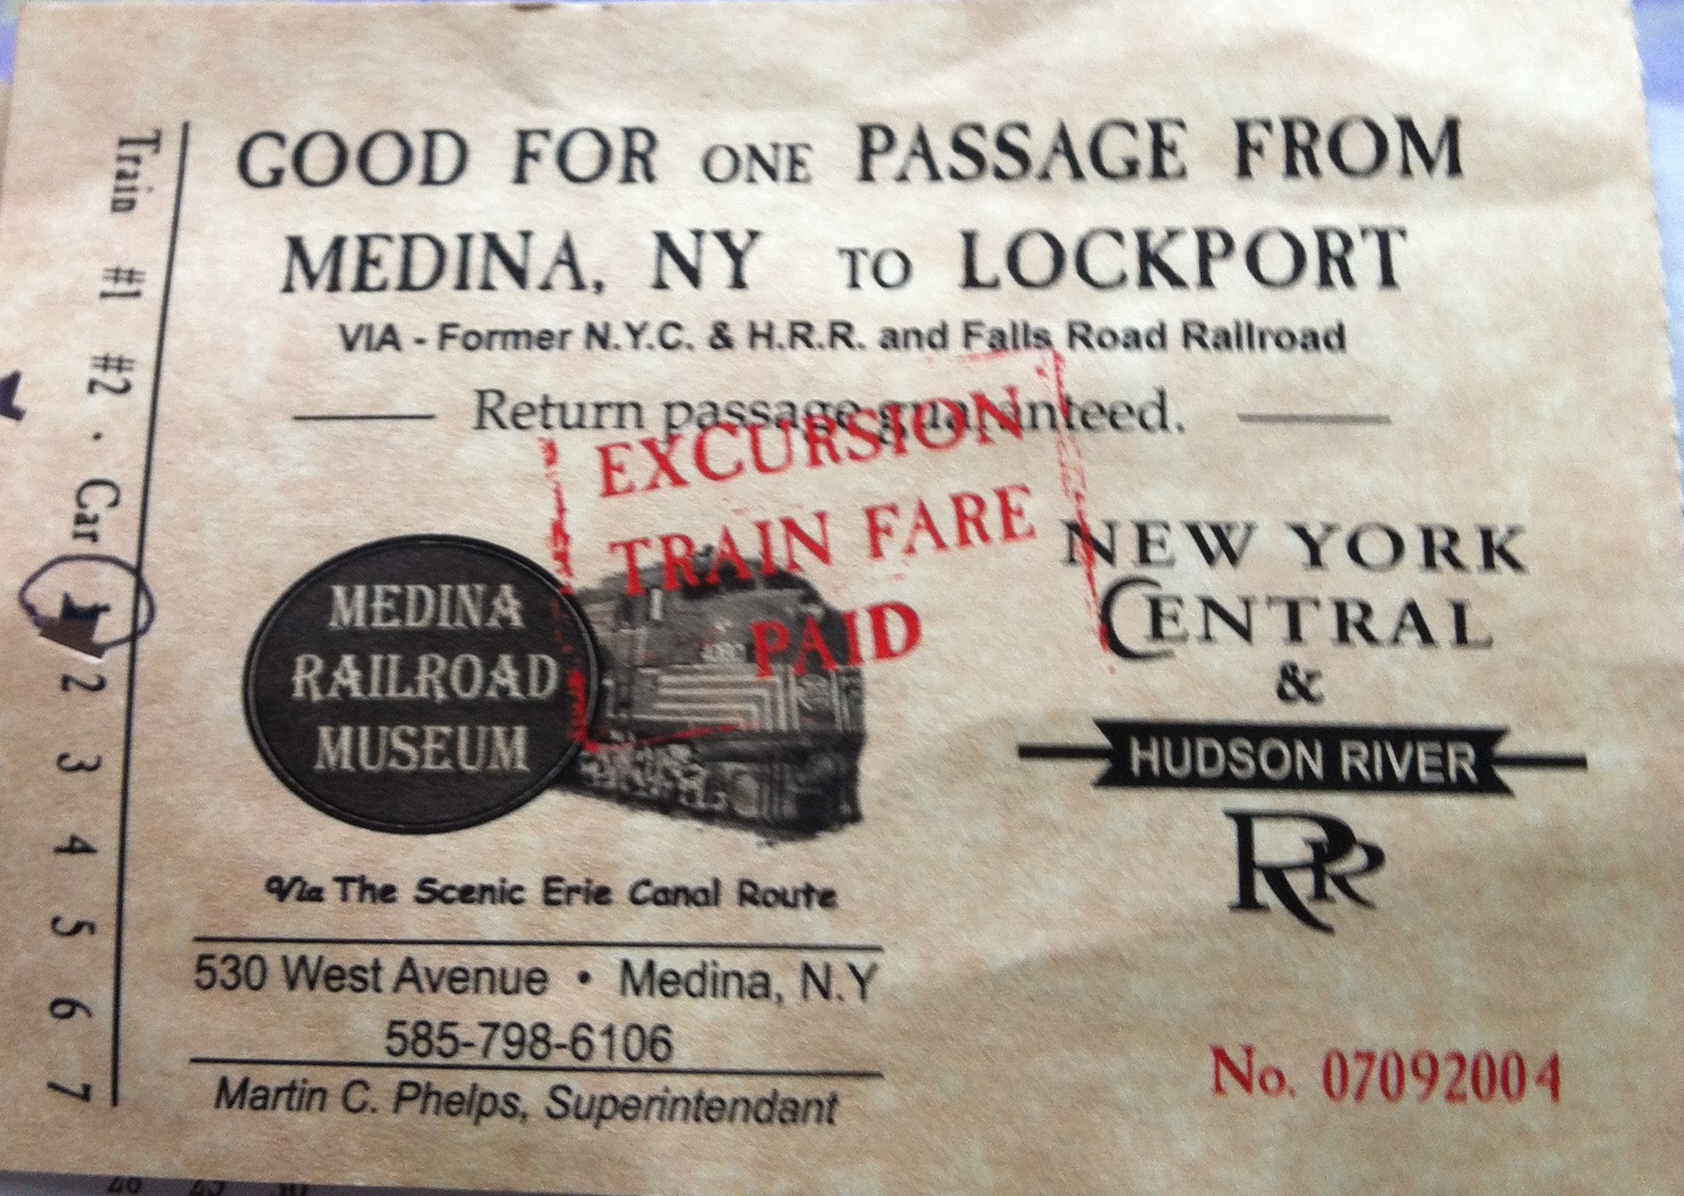 GOOD FOR ONE PASSAGE FROM
MEDINA, NY TO LOCKPORT
VIA - Former N.Y.C. & H.R.R. and Falls Road Railroad
Return passage guaranteed.
EXCURSION
TRAIN FARE
PAID
MEDINA
RAILROAD
MUSEUM
NEW YORK
CENTRAL
&
HUDSON RIVER
RR
Via The Scenic Erie Canal Route
530 West Avenue • Medina, N.Y
585-798-6106
Martin C. Phelps, Superintendant
No. 07092004
Train #1 #2 · Car 1 2 3 4 5 6 7